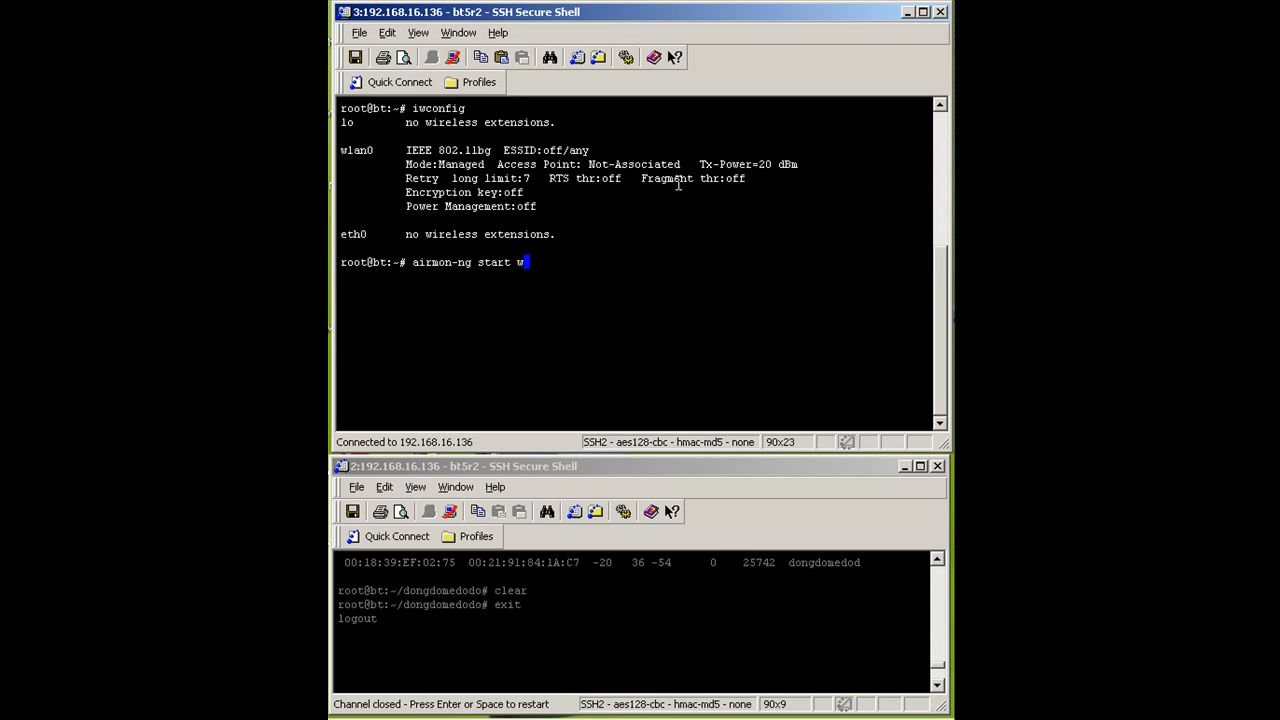 3:192.168.16.136 - bt5r2 - SSH Secure Shell
File Edit View Window Help
Quick Connect Profiles
root@bt:~# iwconfig
lo no wireless extensions.
wlan0 IEEE 802.11bg ESSID:off/any
Mode:Managed Access Point: Not-Associated Tx-Power=20 dBm
Retry long limit:7 RTS thr:off Fragment thr:off
Encryption key:off
Power Management:off
eth0 no wireless extensions.
root@bt:~# airmon-ng start w
Connected to 192.168.16.136 SSH2 - aes128-cbc - hmac-md5 - none 90x23
2:192.168.16.136 - bt5r2 - SSH Secure Shell
File Edit View Window Help
Quick Connect Profiles
00:18:39:EF:02:75 00:21:91:84:1A:C7 -20 36 -54 0 25742 dongdomedod
root@bt:~/dongdomedodo# clear
root@bt:~/dongdomedodo# exit
logout
Channel closed - Press Enter or Space to restart SSH2 - aes128-cbc - hmac-md5 - none 90x9